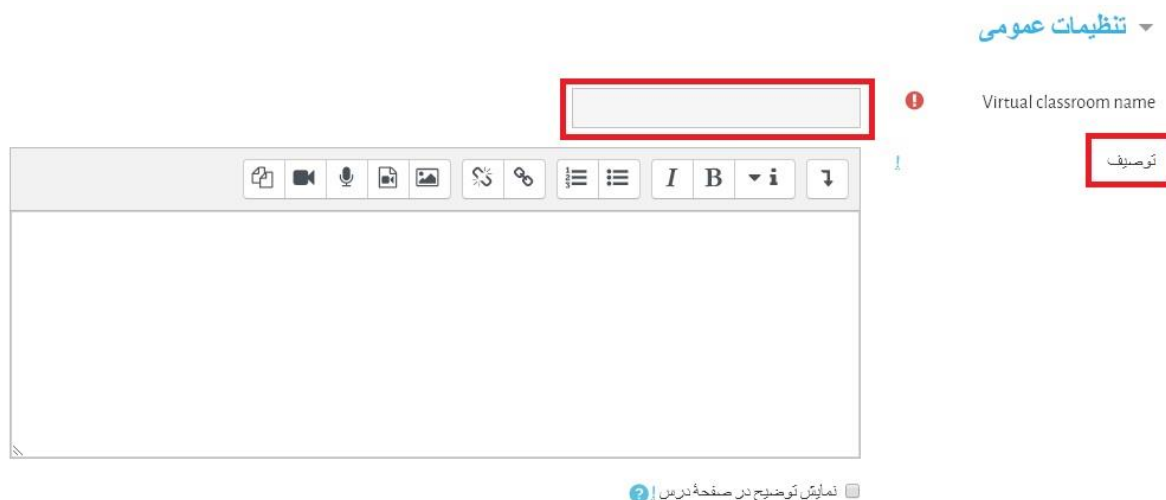 تنظیمات عمومی
Virtual classroom name
توصیف
I B i
نمایش توضیح در صفحهٔ درس